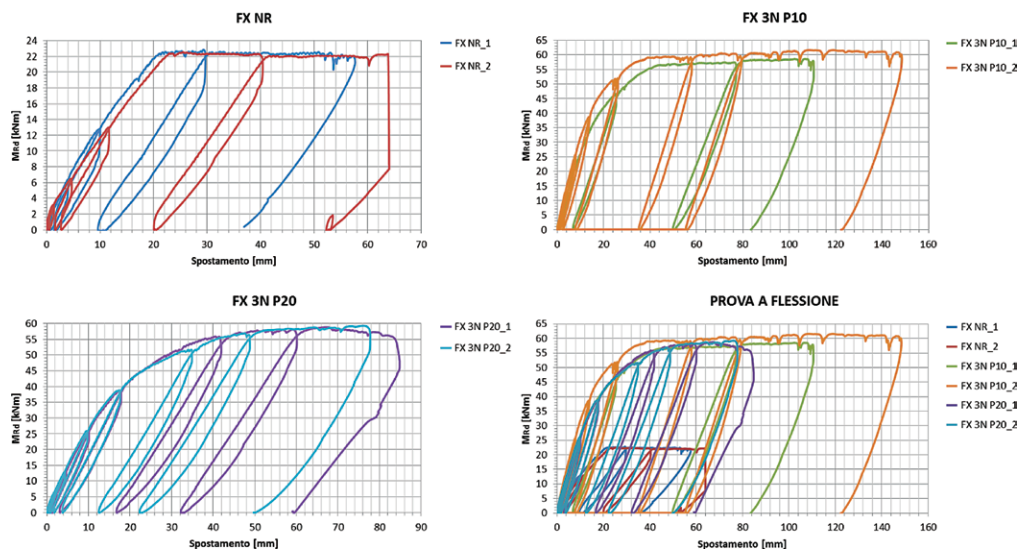 FX NR
MRd [kNm]
24
22
20
18
16
14
12
10
8
6
4
2
0
0 10 20 30 40 50 60 70
Spostamento [mm]
FX NR_1
FX NR_2
FX 3N P10
MRd [kNm]
65
60
55
50
45
40
35
30
25
20
15
10
5
0
0 20 40 60 80 100 120 140 160
Spostamento [mm]
FX 3N P10_1
FX 3N P10_2
FX 3N P20
MRd [kNm]
60
55
50
45
40
35
30
25
20
15
10
5
0
0 10 20 30 40 50 60 70 80 90
Spostamento [mm]
FX 3N P20_1
FX 3N P20_2
PROVA A FLESSIONE
MRd [kNm]
65
60
55
50
45
40
35
30
25
20
15
10
5
0
0 20 40 60 80 100 120 140 160
Spostamento [mm]
FX NR_1
FX NR_2
FX 3N P10_1
FX 3N P10_2
FX 3N P20_1
FX 3N P20_2